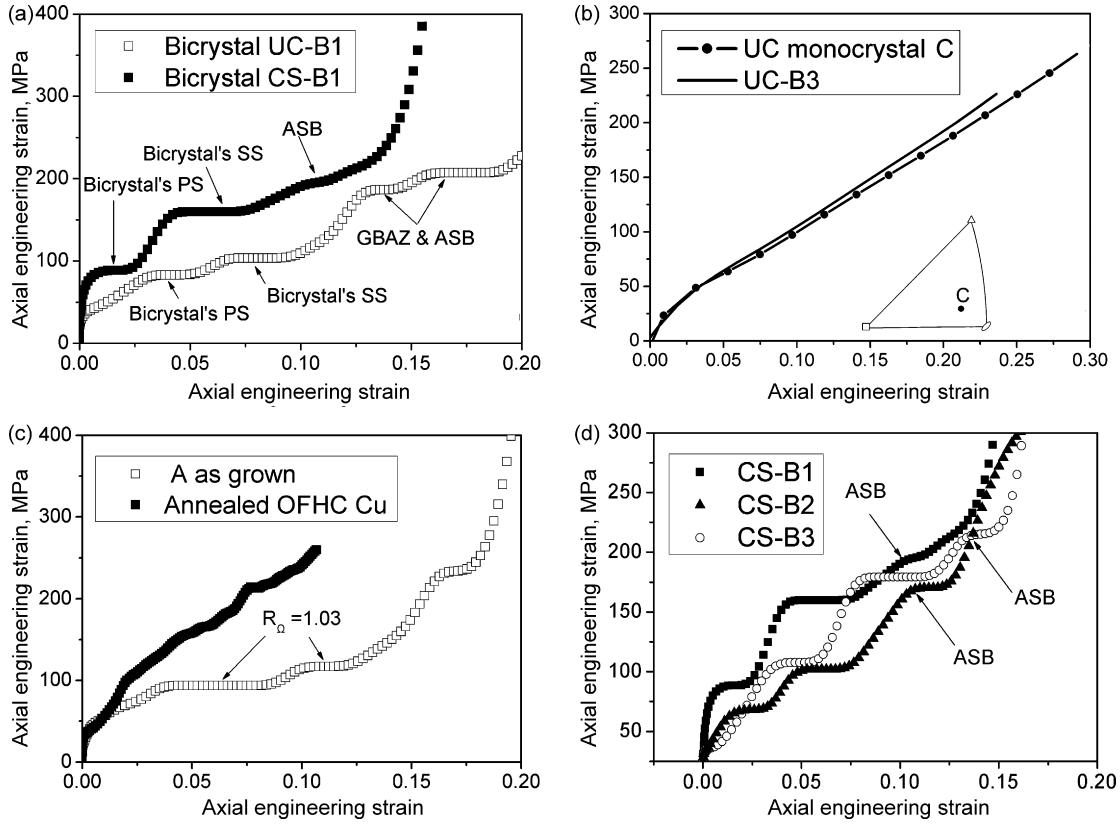 (a)
400
300
200
100
0
Axial engineering strain, MPa
Bicrystal UC-B1
Bicrystal CS-B1
ASB
Bicrystal's SS
Bicrystal's PS
GBAZ & ASB
Bicrystal's SS
Bicrystal's PS
0.00 0.05 0.10 0.15 0.20
Axial engineering strain
(b)
300
250
200
150
100
50
0
Axial engineering strain, MPa
UC monocrystal C
UC-B3
C
0.00 0.05 0.10 0.15 0.20 0.25 0.30
Axial engineering strain
(c)
400
300
200
100
0
Axial engineering strain, MPa
A as grown
Annealed OFHC Cu
RΩ =1.03
0.00 0.05 0.10 0.15 0.20
Axial engineering strain
(d)
300
250
200
150
100
50
Axial engineering strain, MPa
CS-B1
CS-B2
CS-B3
ASB
ASB
ASB
0.00 0.05 0.10 0.15 0.20
Axial engineering strain